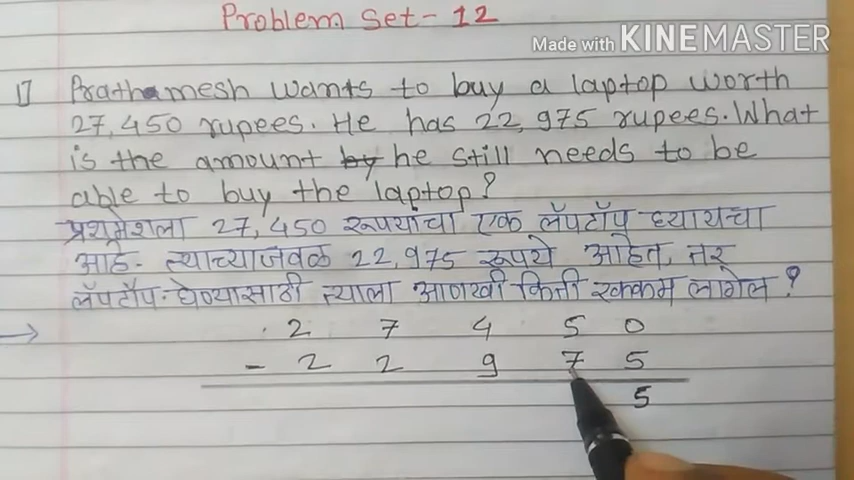 Problem Set-12
Made with KINEMASTER
1] Prathamesh wants to buy a laptop worth
27,450 rupees. He has 22,975 rupees. What
is the amount by he still needs to be
able to buy the laptop?
प्रथमेशला 27,450 रूपयांचा एक लॅपटॉप घ्यायचा
आहे. त्याच्याजवळ 22,975 रूपये आहेत, तर
लॅपटॉप घेण्यासाठी त्याला आणखी किती रक्कम लागेल ?
→ 2 7 4 5 0
- 2 2 9 7 5
5